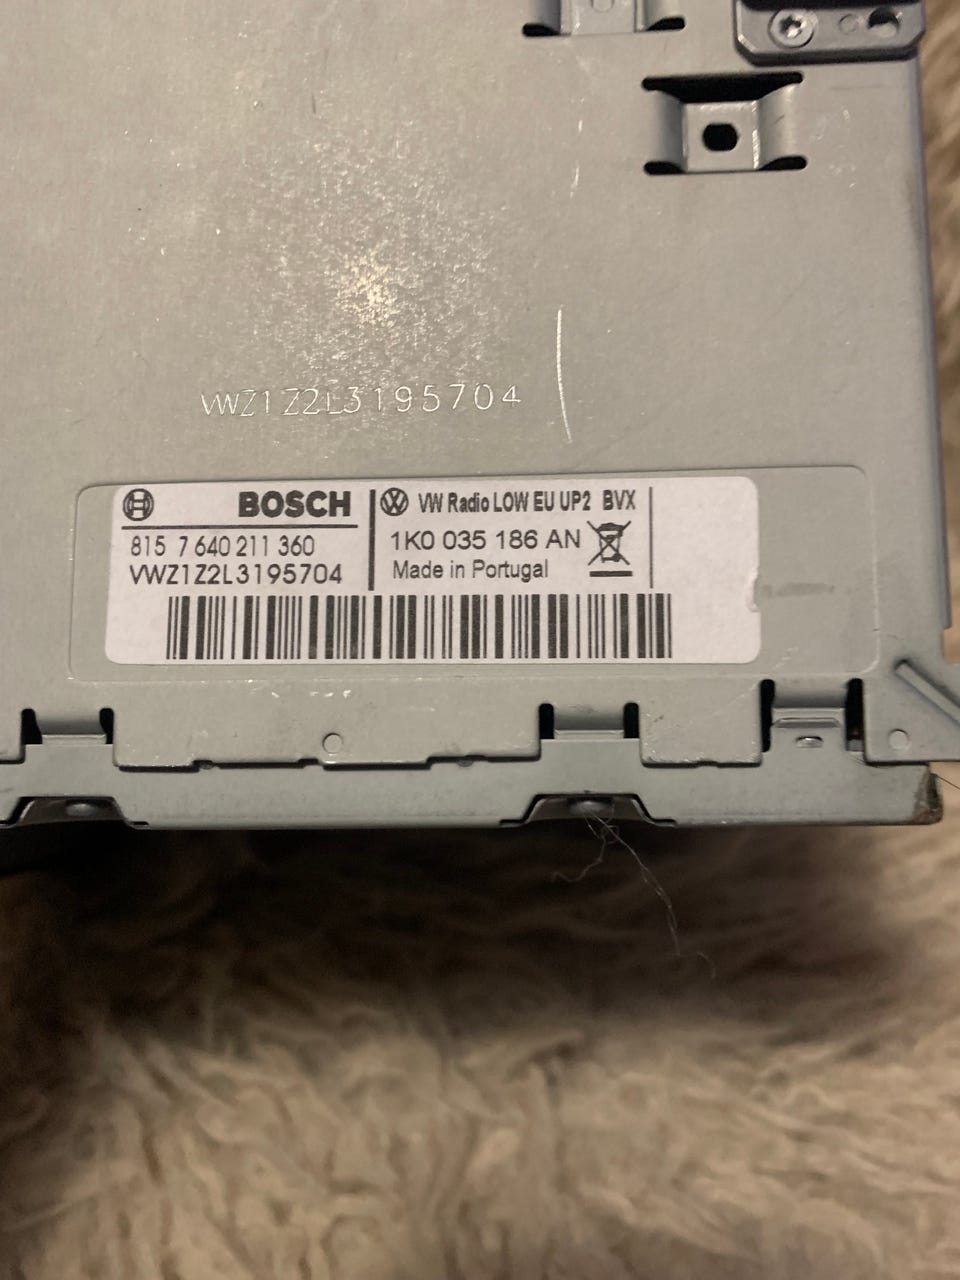 VWZ1Z2L3195704
BOSCH
815 7 640 211 360
VWZ1Z2L3195704
VW Radio LOW EU UP2 BVX
1K0 035 186 AN
Made in Portugal